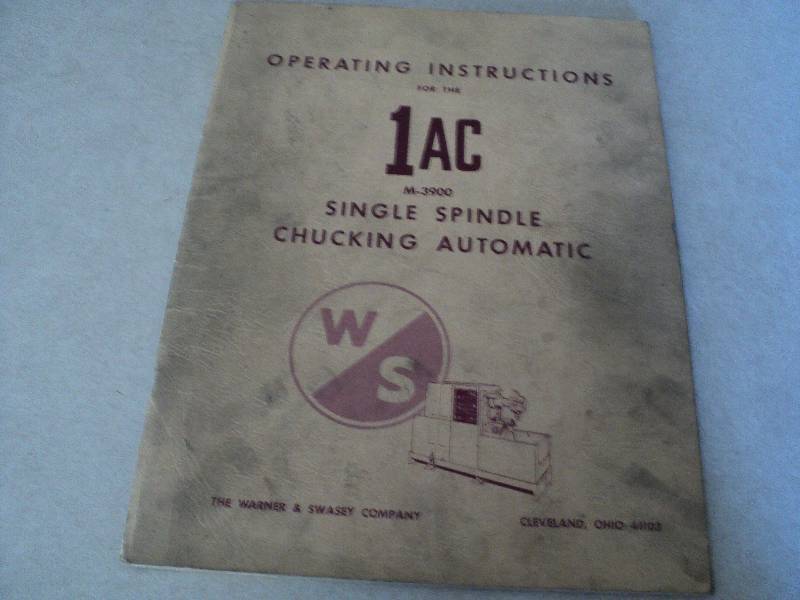 OPERATING INSTRUCTIONS
FOR THE
1AC
M-3900
SINGLE SPINDLE
CHUCKING AUTOMATIC
W
S
THE WARNER & SWASEY COMPANY
CLEVELAND, OHIO 44103